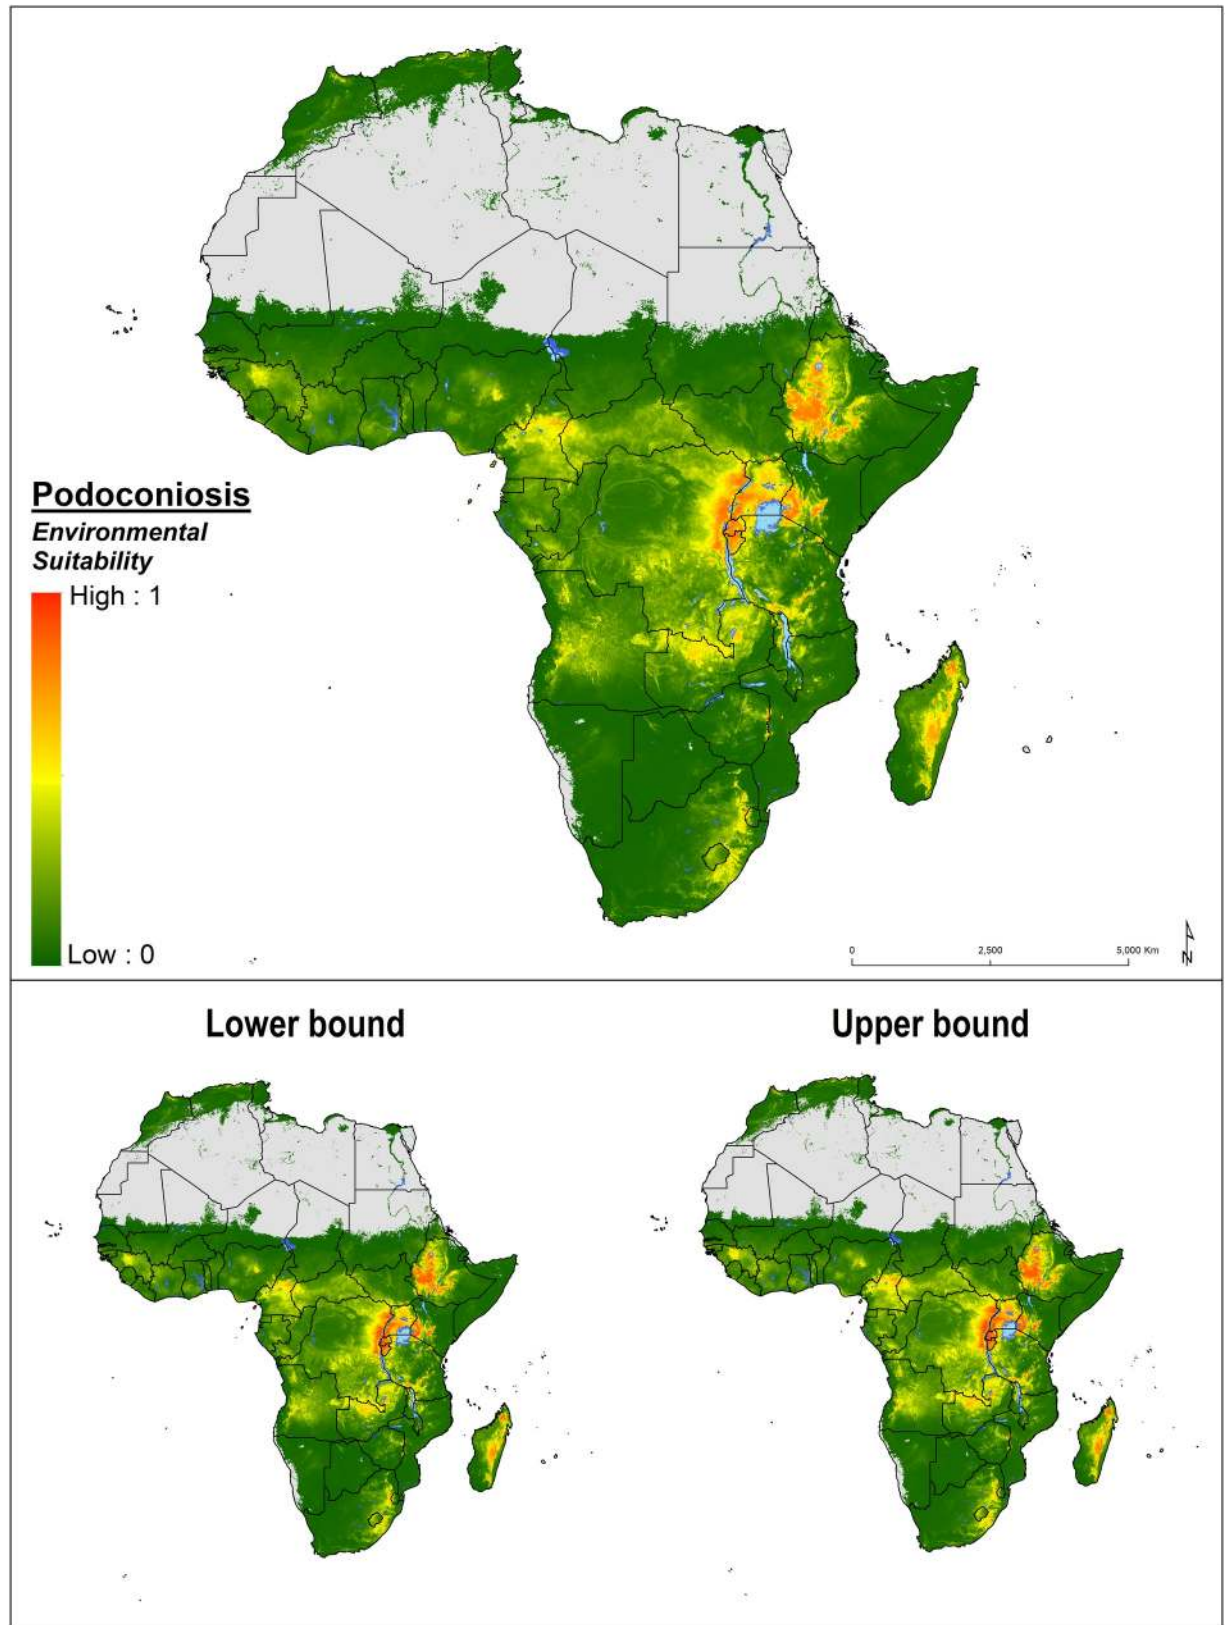 Podoconiosis
Environmental
Suitability
High : 1
Low : 0
0 2,500 5,000 Km
N
Lower bound Upper bound